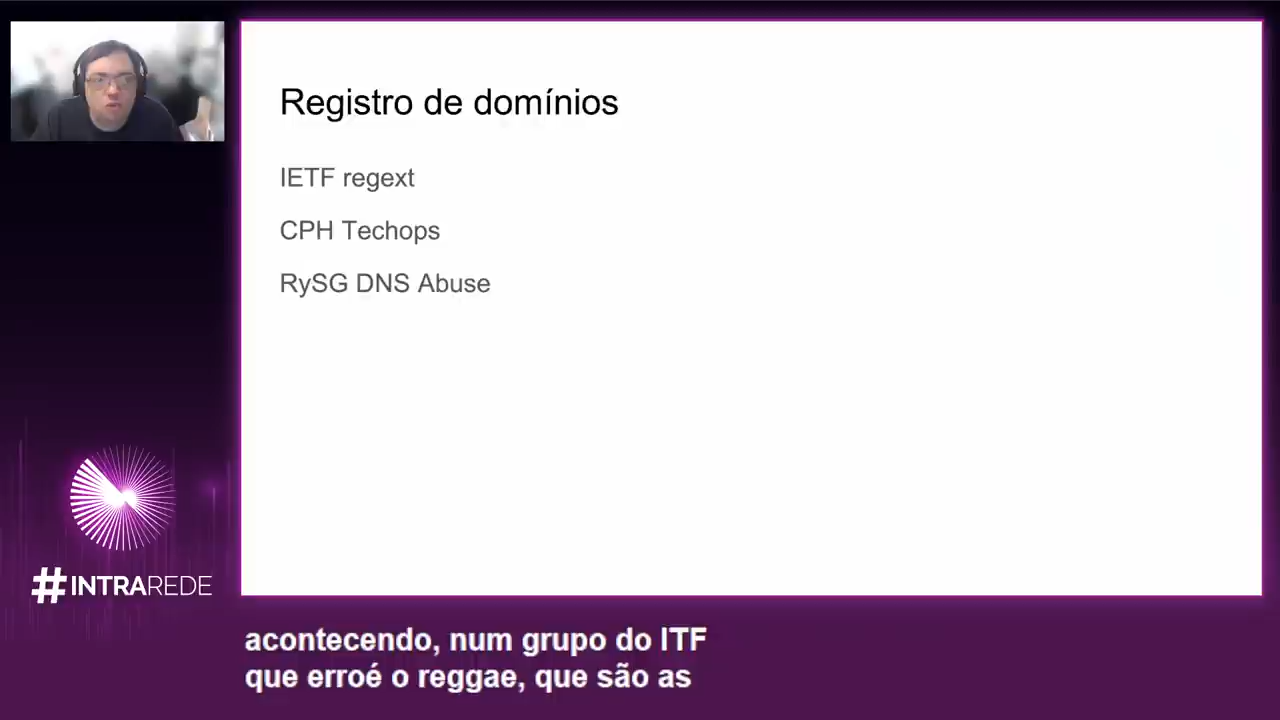 Registro de domínios
IETF regext
CPH Techops
RySG DNS Abuse
#INTRAREDE
acontecendo, num grupo do ITF
que erroé o reggae, que são as